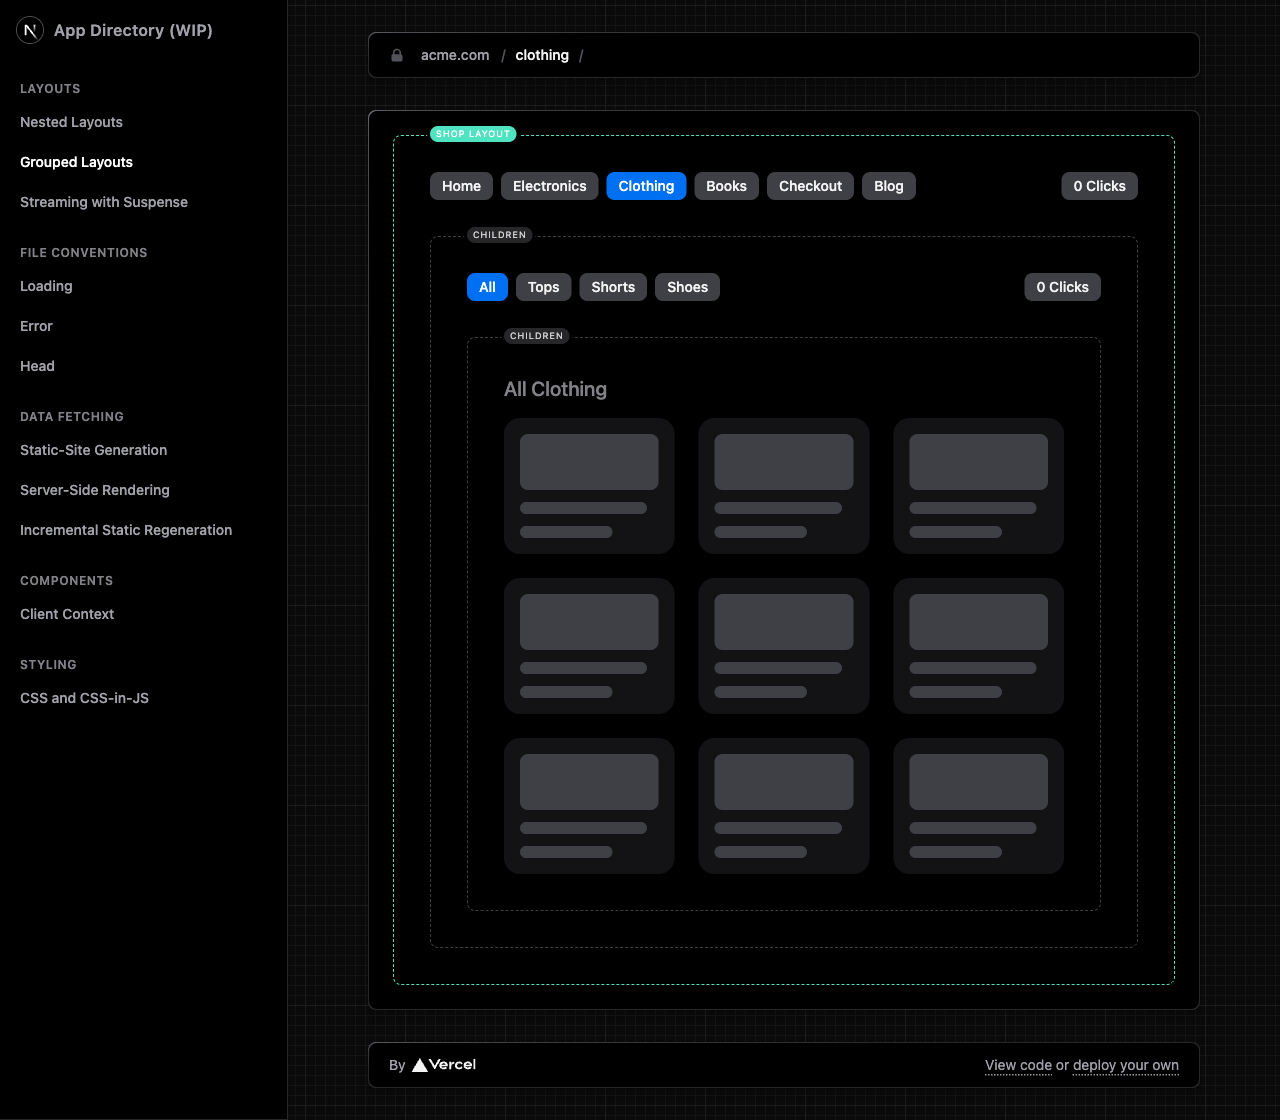 App Directory (WIP)
LAYOUTS
Nested Layouts
Grouped Layouts
Streaming with Suspense
FILE CONVENTIONS
Loading
Error
Head
DATA FETCHING
Static-Site Generation
Server-Side Rendering
Incremental Static Regeneration
COMPONENTS
Client Context
STYLING
CSS and CSS-in-JS
acme.com / clothing /
SHOP LAYOUT
Home Electronics Clothing Books Checkout Blog 0 Clicks
CHILDREN
All Tops Shorts Shoes 0 Clicks
CHILDREN
All Clothing
By Vercel View code or deploy your own